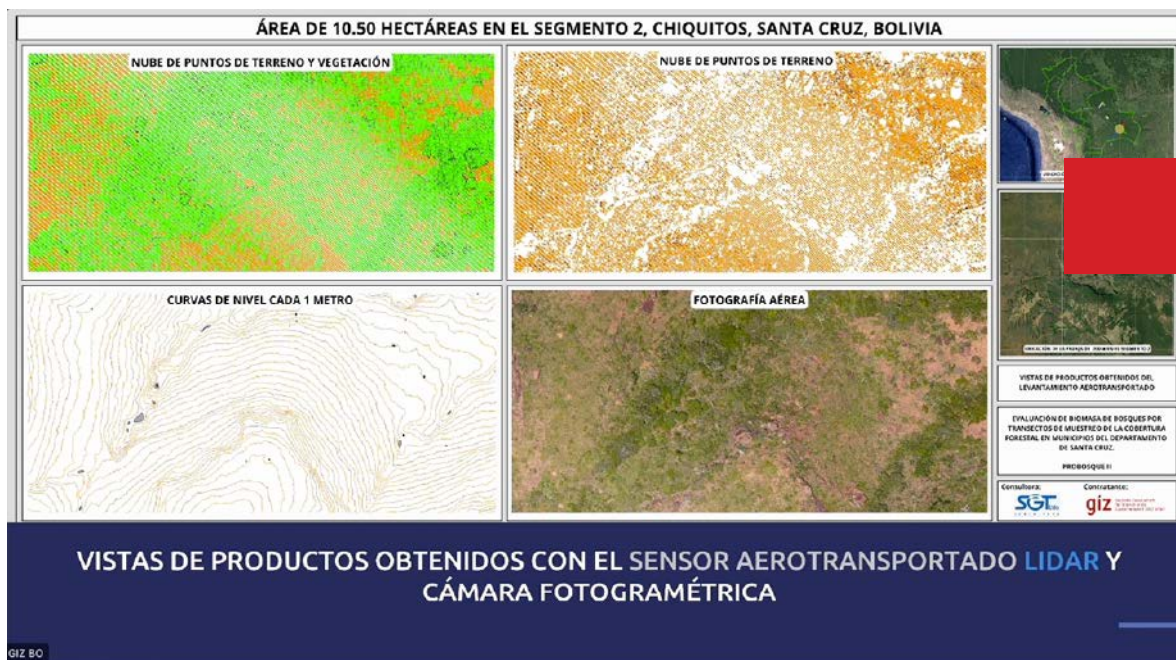 ÁREA DE 10.50 HECTÁREAS EN EL SEGMENTO 2, CHIQUITOS, SANTA CRUZ, BOLIVIA
NUBE DE PUNTOS DE TERRENO Y VEGETACIÓN
NUBE DE PUNTOS DE TERRENO
CURVAS DE NIVEL CADA 1 METRO
FOTOGRAFÍA AÉREA
VISTAS DE PRODUCTOS OBTENIDOS DEL
LEVANTAMIENTO AEROTRANSPORTADO
EVALUACIÓN DE BIOMASA DE BOSQUES POR
TRANSECTOS DE MUESTREO DE LA COBERTURA
FORESTAL EN MUNICIPIOS DEL DEPARTAMENTO
DE SANTA CRUZ.
PROBOSQUE II
Consultora:
Contratante:
SGT
giz
VISTAS DE PRODUCTOS OBTENIDOS CON EL SENSOR AEROTRANSPORTADO LIDAR Y
CÁMARA FOTOGRAMÉTRICA
GIZ BO